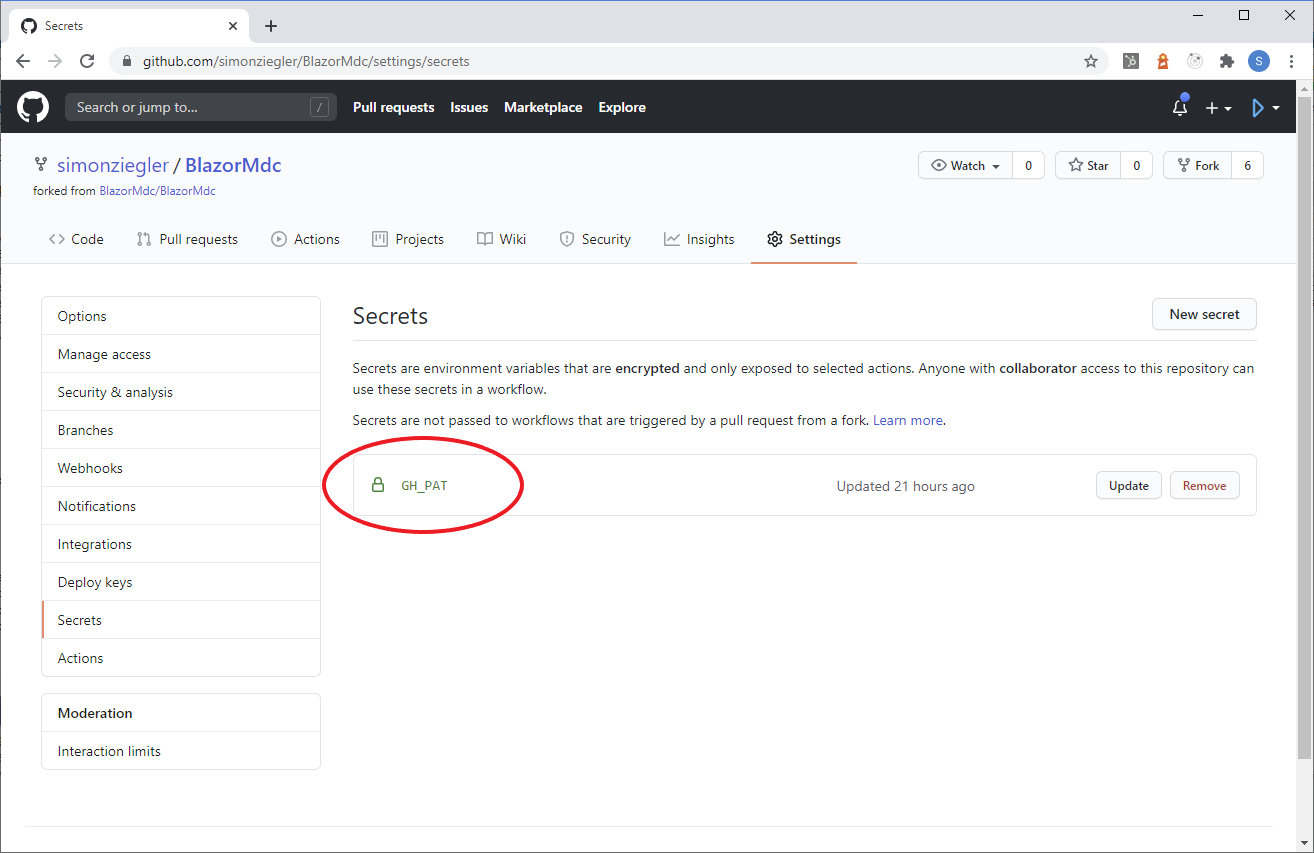 Secrets
github.com/simonziegler/BlazorMdc/settings/secrets
S
Search or jump to...
/
Pull requests
Issues
Marketplace
Explore
simonziegler / BlazorMdc
forked from BlazorMdc/BlazorMdc
Watch
0
Star
0
Fork
6
Code
Pull requests
Actions
Projects
Wiki
Security
Insights
Settings
Options
Manage access
Security & analysis
Branches
Webhooks
Notifications
Integrations
Deploy keys
Secrets
Actions
Moderation
Interaction limits
Secrets
New secret
Secrets are environment variables that are encrypted and only exposed to selected actions. Anyone with collaborator access to this repository can
use these secrets in a workflow.
Secrets are not passed to workflows that are triggered by a pull request from a fork. Learn more.
GH_PAT
Updated 21 hours ago
Update
Remove